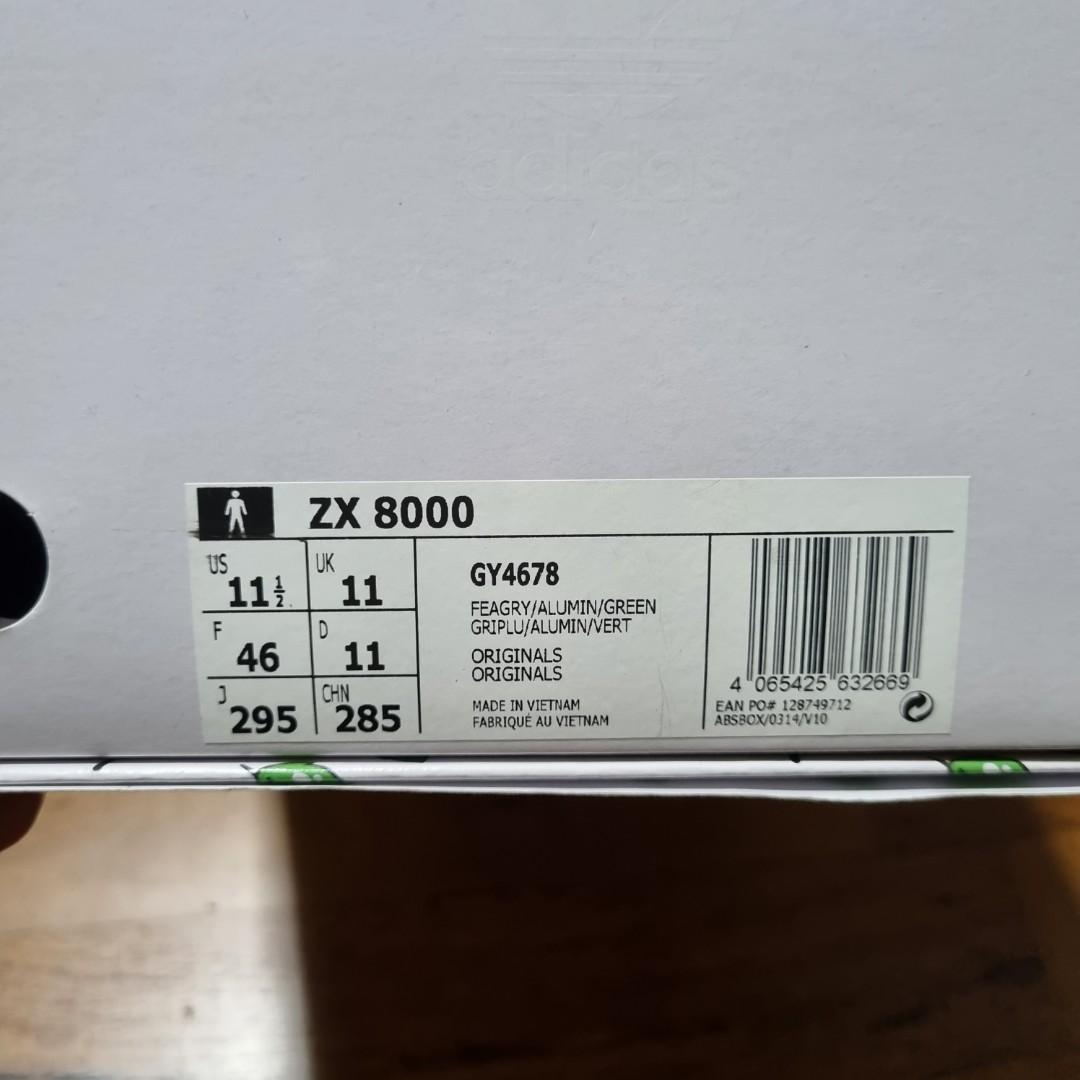 adidas
ZX 8000
US 11½ UK 11
F 46 D 11
J 295 CHN 285
GY4678
FEAGRY/ALUMIN/GREEN
GRIPLU/ALUMIN/VERT
ORIGINALS
ORIGINALS
MADE IN VIETNAM
FABRIQUÉ AU VIETNAM
4 065425 632669
EAN PO# 128749712
ABSBOX/0314/V10